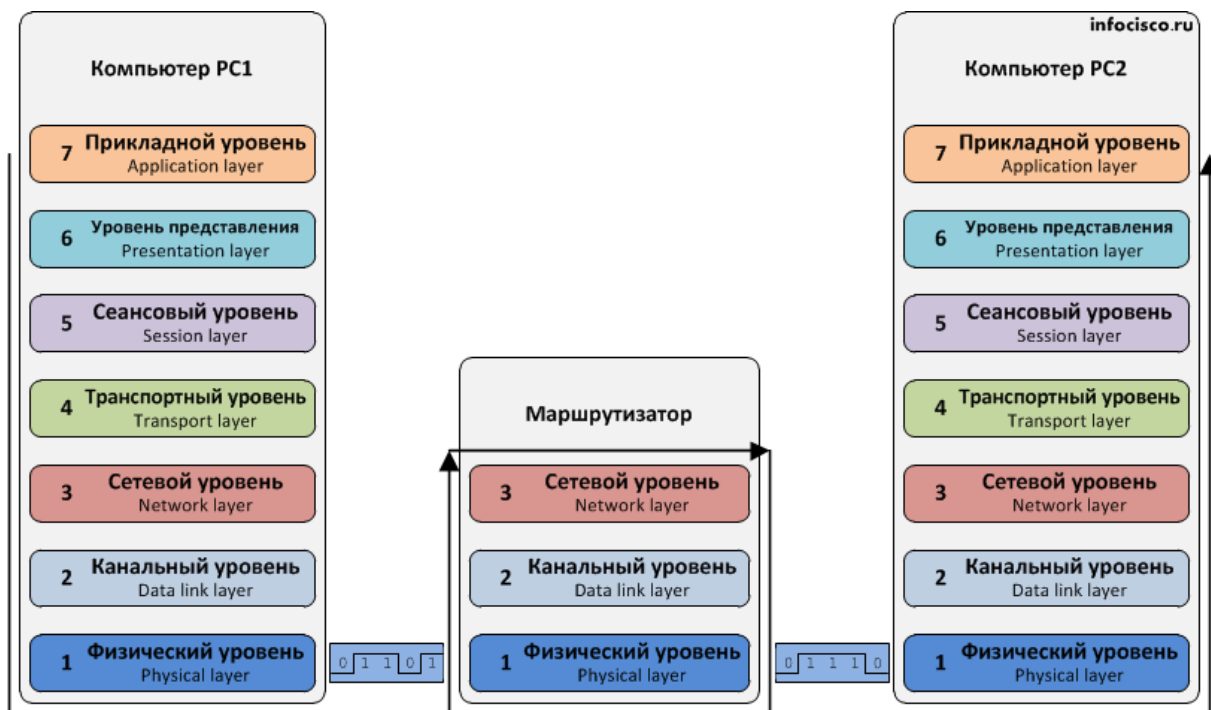 infocisco.ru
Компьютер PC1
7 Прикладной уровень
Application layer
6 Уровень представления
Presentation layer
5 Сеансовый уровень
Session layer
4 Транспортный уровень
Transport layer
3 Сетевой уровень
Network layer
2 Канальный уровень
Data link layer
1 Физический уровень
Physical layer
0 1 1 0 1
Маршрутизатор
3 Сетевой уровень
Network layer
2 Канальный уровень
Data link layer
1 Физический уровень
Physical layer
0 1 1 1 0
Компьютер PC2
7 Прикладной уровень
Application layer
6 Уровень представления
Presentation layer
5 Сеансовый уровень
Session layer
4 Транспортный уровень
Transport layer
3 Сетевой уровень
Network layer
2 Канальный уровень
Data link layer
1 Физический уровень
Physical layer